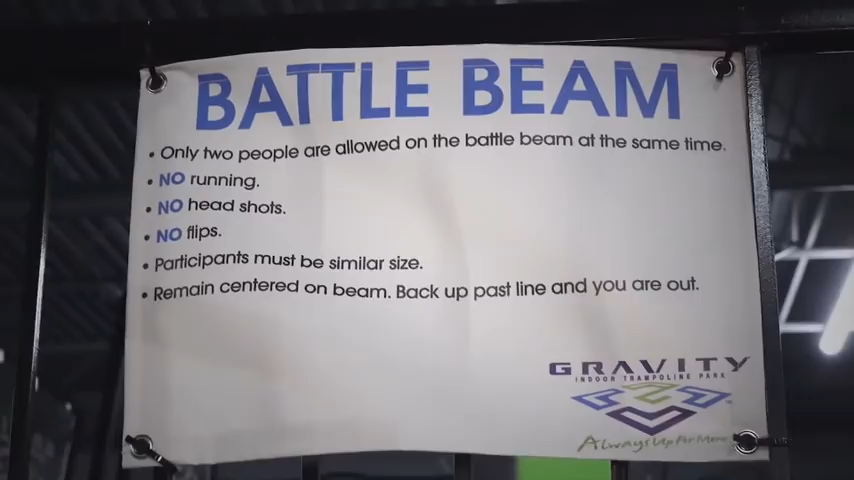 BATTLE BEAM
• Only two people are allowed on the battle beam at the same time.
• NO running.
• NO head shots.
• NO flips.
• Participants must be similar size.
• Remain centered on beam. Back up past line and you are out.
GRAVITY
INDOOR TRAMPOLINE PARK
Always Up For More